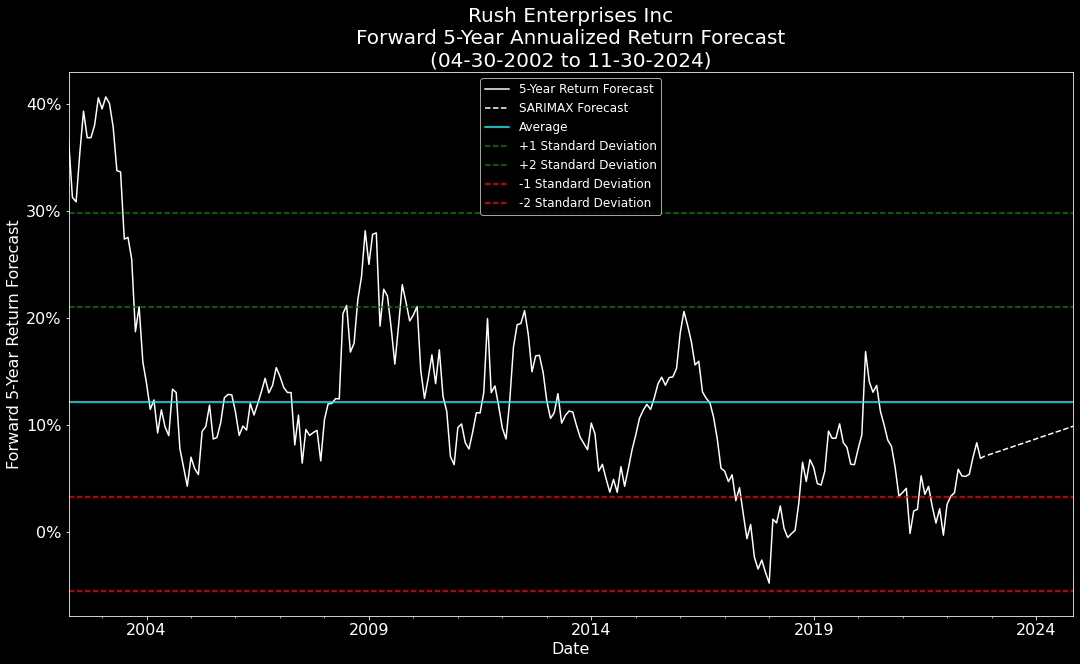 Rush Enterprises Inc
Forward 5-Year Annualized Return Forecast
(04-30-2002 to 11-30-2024)
5-Year Return Forecast
SARIMAX Forecast
Average
+1 Standard Deviation
+2 Standard Deviation
-1 Standard Deviation
-2 Standard Deviation
Forward 5-Year Return Forecast
40%
30%
20%
10%
0%
2004 2009 2014 2019 2024
Date